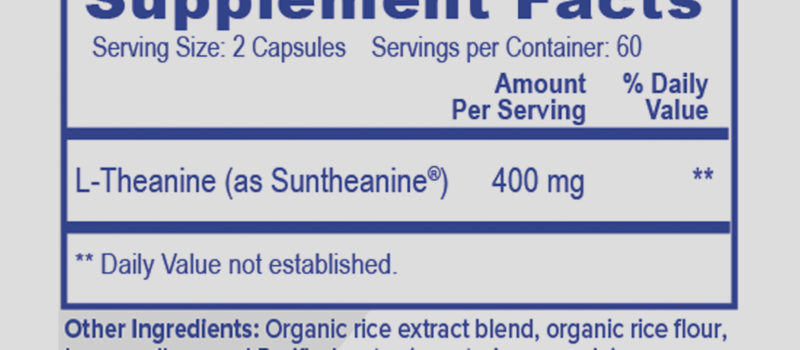 Supplement Facts
Serving Size: 2 Capsules Servings per Container: 60
Amount % Daily
Per Serving Value
L-Theanine (as Suntheanine®) 400 mg **
** Daily Value not established.
Other Ingredients: Organic rice extract blend, organic rice flour,